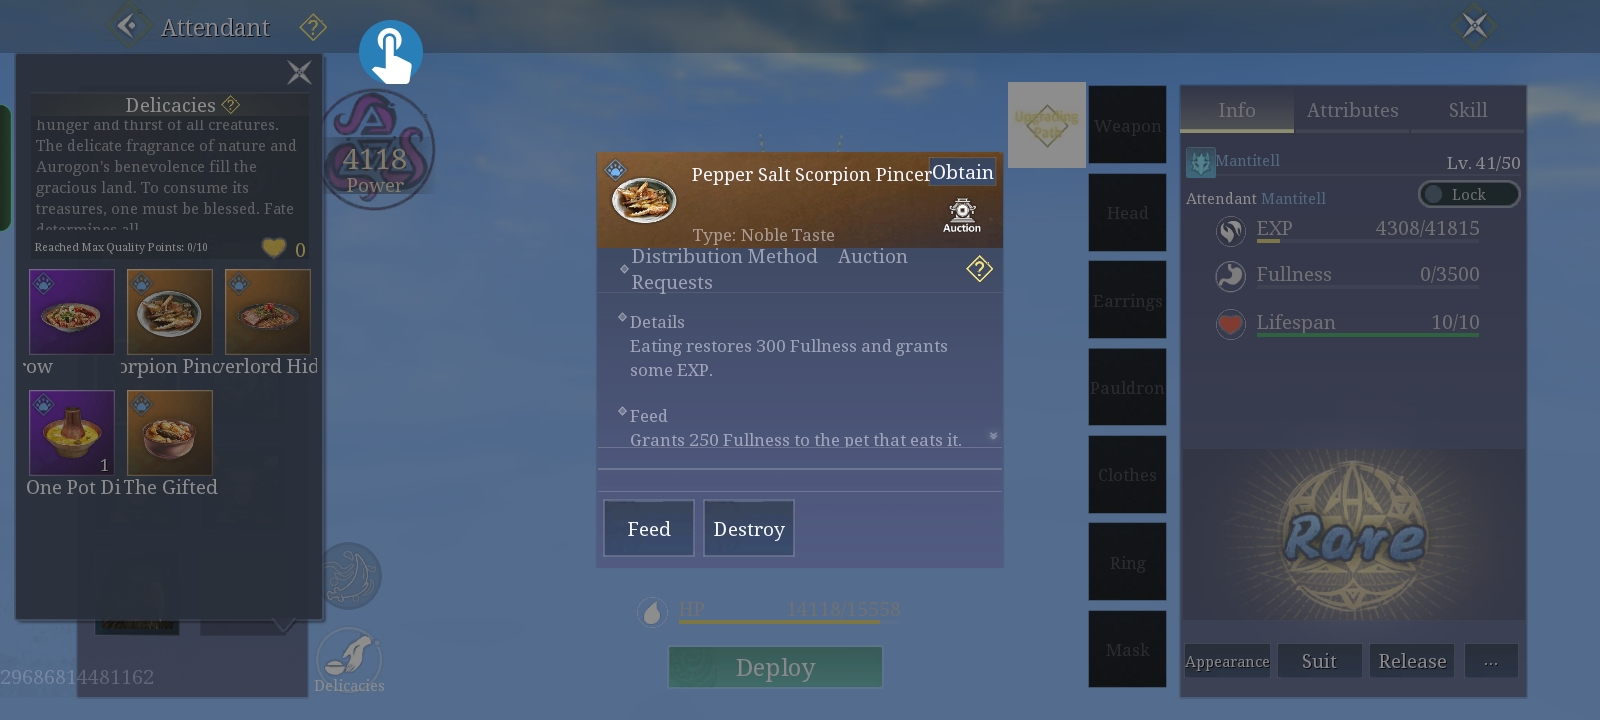 Attendant
Delicacies
hunger and thirst of all creatures.
The delicate fragrance of nature and
Aurogon's benevolence fill the
gracious land. To consume its
treasures, one must be blessed. Fate
determines all
Reached Max Quality Points: 0/10
0
row
orpion Pinc
verlord Hid
1
One Pot Di
The Gifted
29686814481162
4118
Power
Delicacies
Pepper Salt Scorpion Pincer
Obtain
Auction
Type: Noble Taste
Distribution Method Auction
Requests
Details
Eating restores 300 Fullness and grants
some EXP.
Feed
Grants 250 Fullness to the pet that eats it.
Feed
Destroy
HP 14118/15558
Deploy
Upgrading
Path
Weapon
Head
Earrings
Pauldron
Clothes
Ring
Mask
Info
Attributes
Skill
Mantitell
Lv. 41/50
Attendant Mantitell
Lock
EXP 4308/41815
Fullness 0/3500
Lifespan 10/10
Rare
Appearance
Suit
Release
...